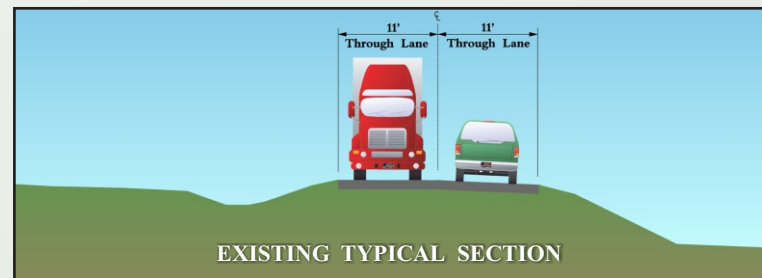 ℄
11' 11'
Through Lane Through Lane
EXISTING TYPICAL SECTION